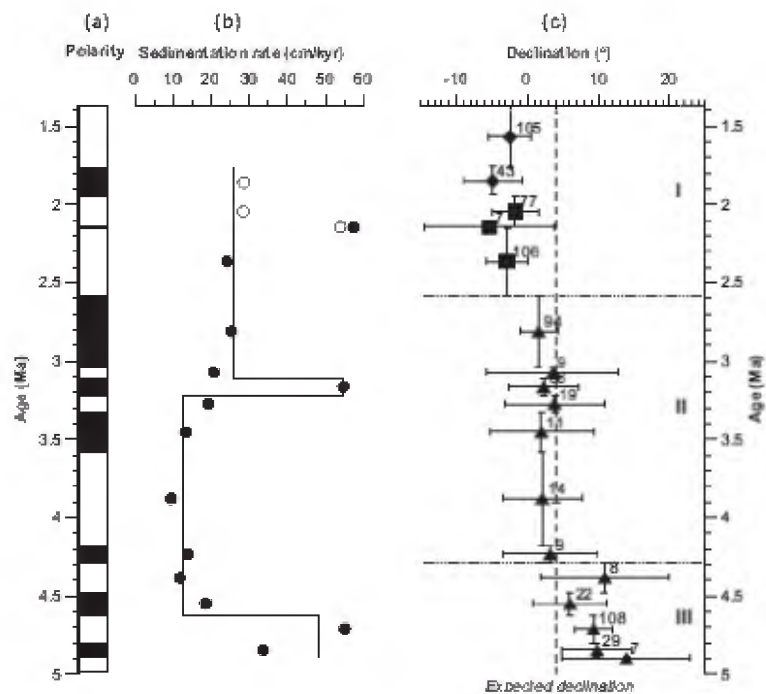 (a) (b) (c)
Polarity Sedimentation rate (cm/kyr) Declination (°)
0 10 20 30 40 50 60 -10 0 10 20
1.5 105 1.5
43 I
2 77 2
7
106
2.5 2.5
94
3 9 3
Age (Ma) 19 II Age (Ma)
3.5 11 3.5
14
4 4
9
8
4.5 22 4.5
108 III
29 7
5 5
Expected declination